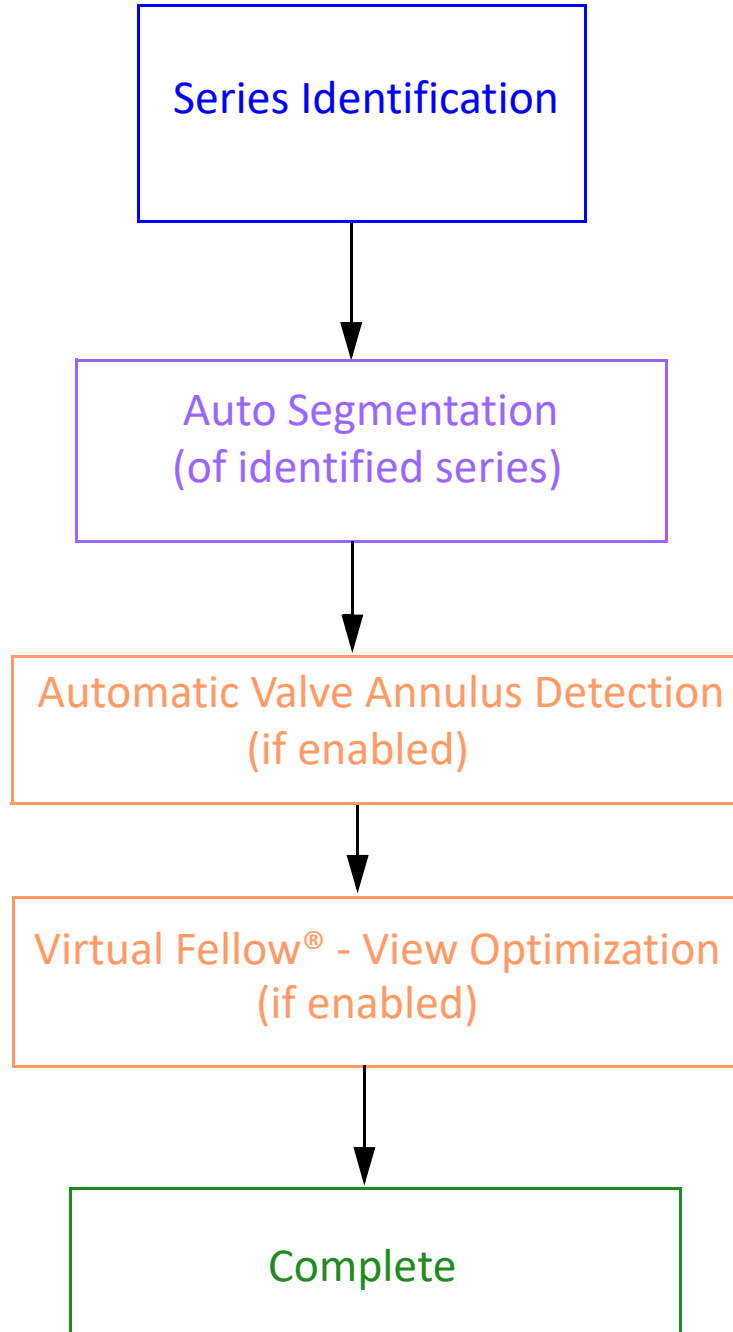 Series Identification
Auto Segmentation
(of identified series)
Automatic Valve Annulus Detection
(if enabled)
Virtual Fellow® - View Optimization
(if enabled)
Complete